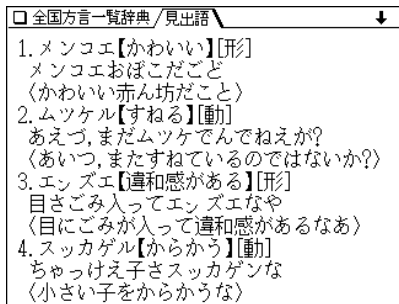 全国方言一覧辞典/見出語
1.メンコエ【かわいい】[形]
メンコエおぼこだごど
〈かわいい赤ん坊だこと〉
2.ムツケル【すねる】[動]
あえづ,まだムツケでんでねえが?
〈あいつ,またすねているのではないか?〉
3.エンズエ【違和感がある】[形]
目さごみ入ってエンズエなや
〈目にごみが入って違和感があるなあ〉
4.スッカゲル【からかう】[動]
ちゃっけえ子さスッカゲンな
〈小さい子をからかうな〉